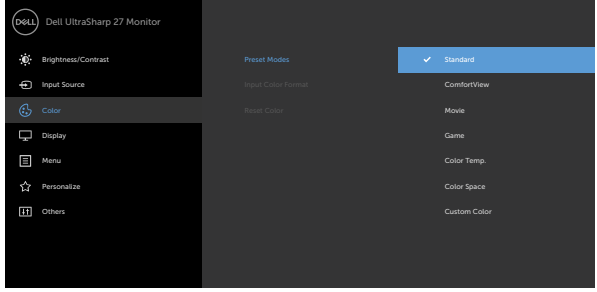 DELL
Dell UltraSharp 27 Monitor
Brightness/Contrast
Input Source
Color
Display
Menu
Personalize
Others
Preset Modes
Input Color Format
Reset Color
Standard
ComfortView
Movie
Game
Color Temp.
Color Space
Custom Color